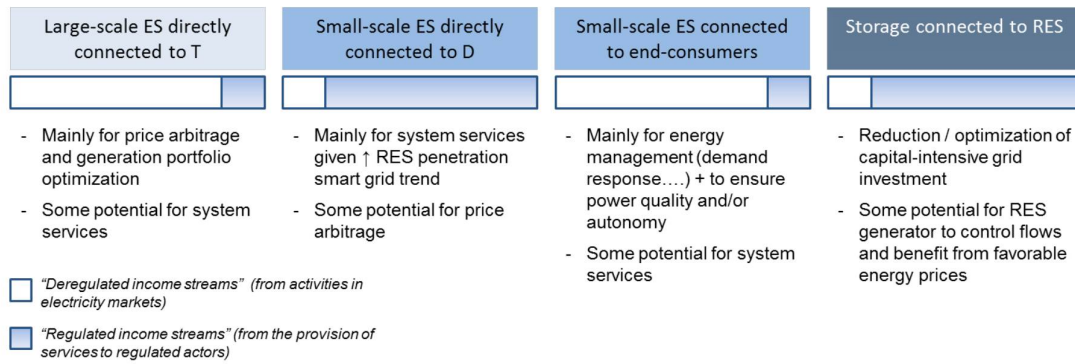 Large-scale ES directly
connected to T
- Mainly for price arbitrage
and generation portfolio
optimization
- Some potential for system
services
Small-scale ES directly
connected to D
- Mainly for system services
given ↑ RES penetration
smart grid trend
- Some potential for price
arbitrage
Small-scale ES connected
to end-consumers
- Mainly for energy
management (demand
response….) + to ensure
power quality and/or
autonomy
- Some potential for system
services
Storage connected to RES
- Reduction / optimization of
capital-intensive grid
investment
- Some potential for RES
generator to control flows
and benefit from favorable
energy prices
“Deregulated income streams” (from activities in
electricity markets)
“Regulated income streams” (from the provision of
services to regulated actors)